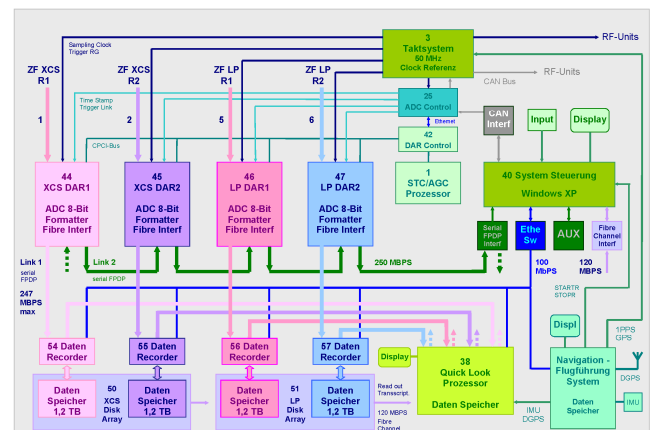 3
Taktsystem
50 MHz
Clock Referenz
RF-Units
Sampling Clock
Trigger RG
CAN Bus
RF-Units
ZF XCS
R1
ZF XCS
R2
ZF LP
R1
ZF LP
R2
Time Stamp
Trigger Link
25
ADC Control
CAN
Interf
Input
Display
1
2
5
6
Ethernet
CPCI-Bus
42
DAR Control
44
XCS DAR1
ADC 8-Bit
Formatter
Fibre Interf
45
XCS DAR2
ADC 8-Bit
Formatter
Fibre Interf
46
LP DAR1
ADC 8-Bit
Formatter
Fibre Interf
47
LP DAR2
ADC 8-Bit
Formatter
Fibre Interf
1
STC/AGC
Prozessor
40 System Steuerung
Windows XP
Serial
FPDP
Interf
Ethe
Sw
AUX
Fibre
Channel
Interf
Link 1
serial
FPDP
Link 2
serial FPDP
250 MBPS
100
MbPS
120
MBPS
247
MBPS
max
STARTR
STOPR
1PPS
GPS
Displ
54 Daten
Recorder
55 Daten
Recorder
56 Daten
Recorder
57 Daten
Recorder
Display
38
Quick Look
Prozessor
Daten Speicher
Navigation -
Flugführung
System
Daten
Speicher
DGPS
IMU
Daten
Speicher
1,2 TB
50
XCS
Disk
Array
Daten
Speicher
1,2 TB
Daten
Speicher
1,2 TB
51
LP
Disk
Array
Daten
Speicher
1,2 TB
Read out
Transcript.
120 MBPS
Fibre
Channel
IMU
DGPS